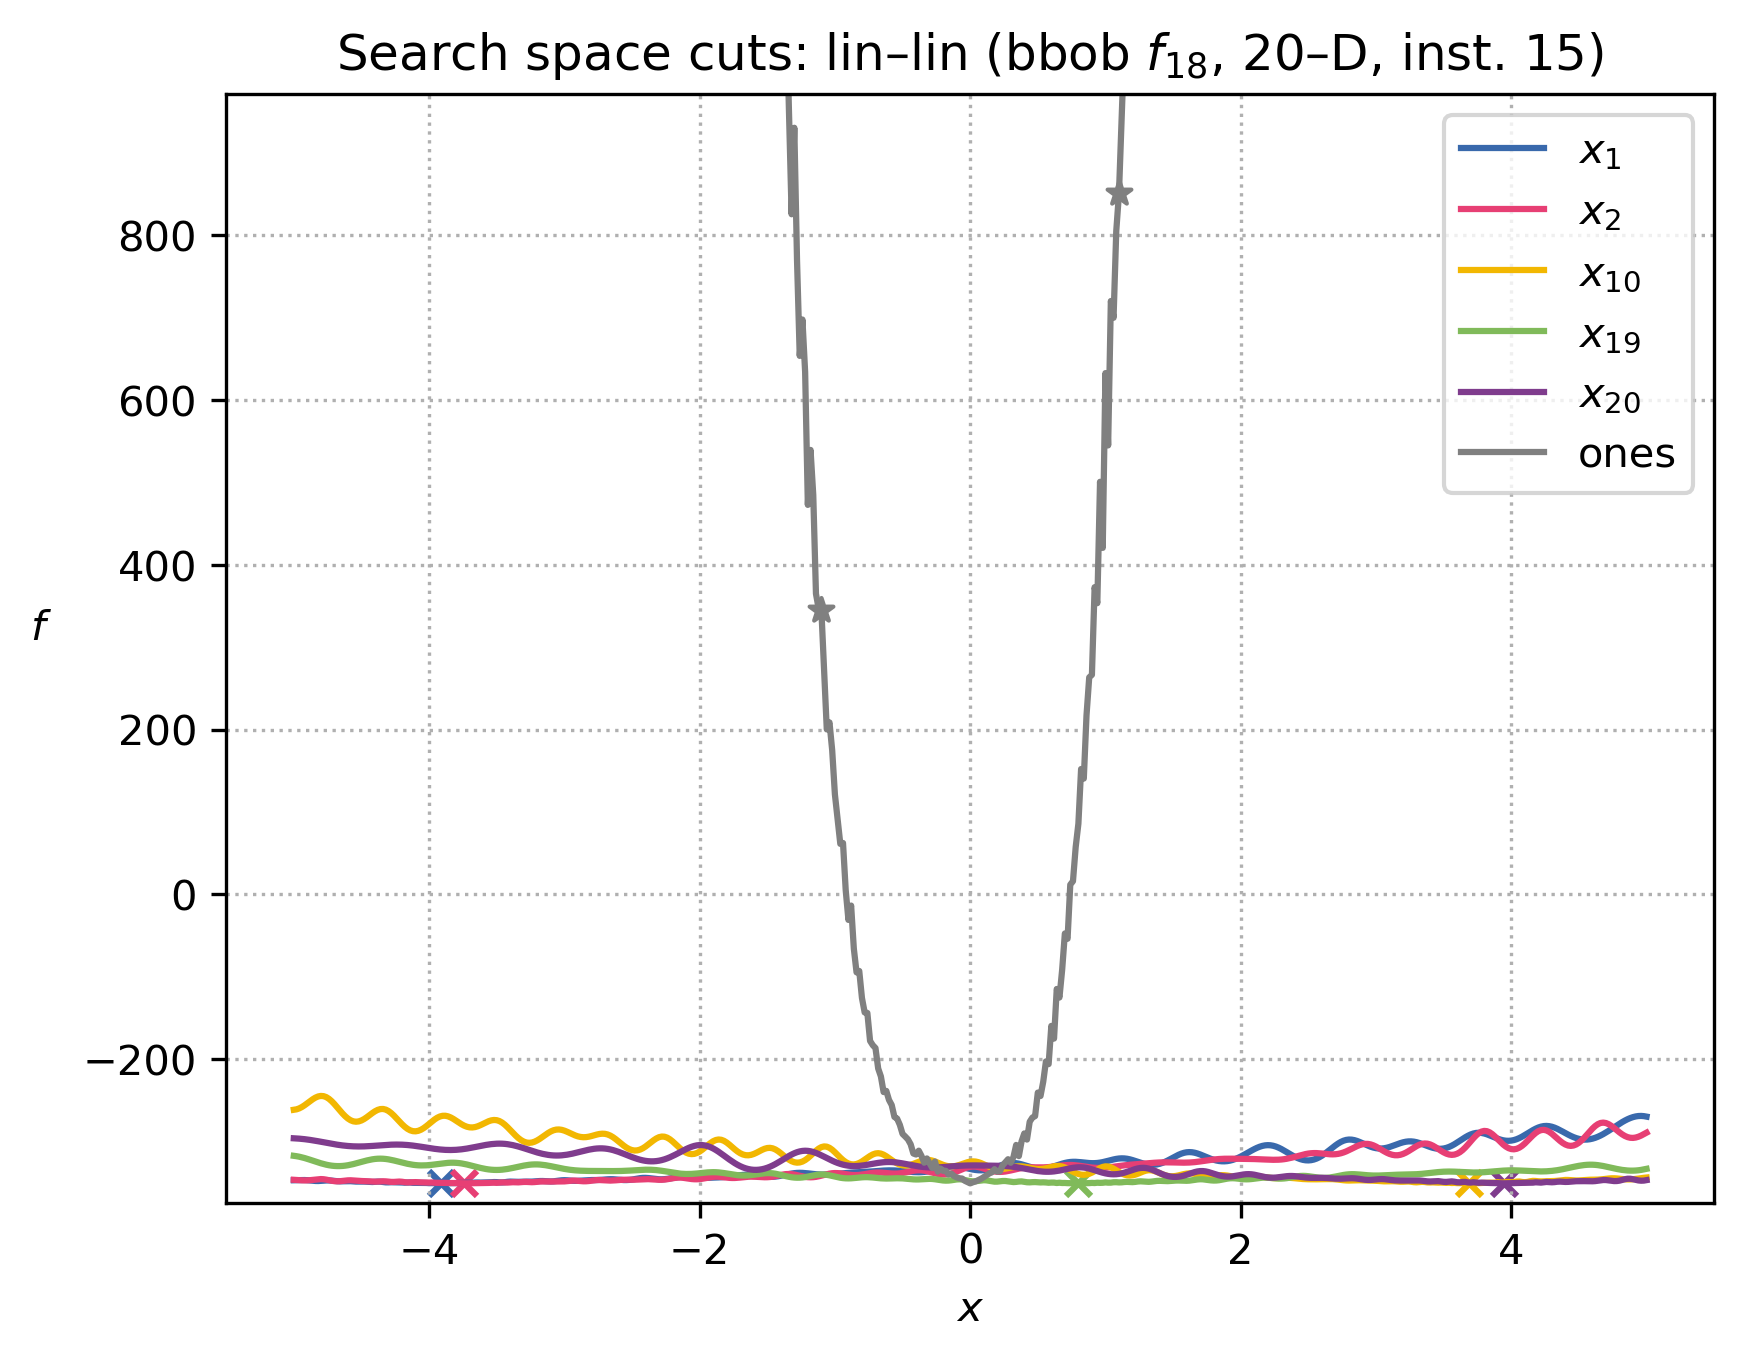 Search space cuts: lin–lin (bbob f₁₈, 20–D, inst. 15)
x₁
x₂
x₁₀
x₁₉
x₂₀
ones
800
600
400
200
0
−200
f
−4
−2
0
2
4
x